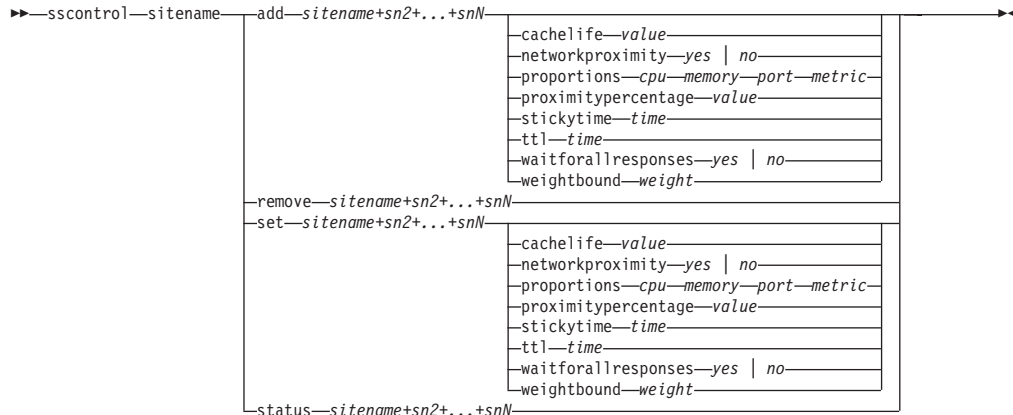 sscontrol sitename add sitename+sn2+...+snN
cachelife value
networkproximity yes | no
proportions cpu memory port metric
proximitypercentage value
stickytime time
ttl time
waitforallresponses yes | no
weightbound weight
remove sitename+sn2+...+snN
set sitename+sn2+...+snN
cachelife value
networkproximity yes | no
proportions cpu memory port metric
proximitypercentage value
stickytime time
ttl time
waitforallresponses yes | no
weightbound weight
status sitename+sn2+...+snN